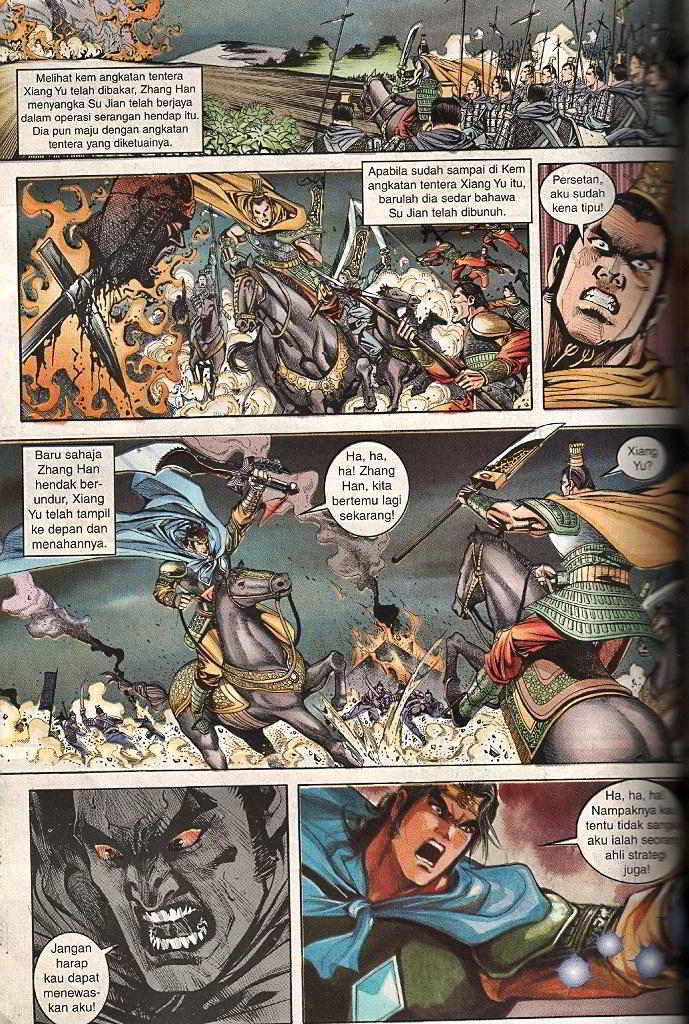 Melihat kem angkatan tentera
Xiang Yu telah dibakar, Zhang Han
menyangka Su Jian telah berjaya
dalam operasi serangan hendap itu.
Dia pun maju dengan angkatan
tentera yang diketuainya.
Apabila sudah sampai di Kem
angkatan tentera Xiang Yu itu,
barulah dia sedar bahawa
Su Jian telah dibunuh.
Persetan,
aku sudah
kena tipu!
Baru sahaja
Zhang Han
hendak ber-
undur, Xiang
Yu telah tampil
ke depan dan
menahannya.
Ha, ha,
ha! Zhang
Han, kita
bertemu lagi
sekarang!
Xiang
Yu?
Jangan
harap
kau dapat
menewas-
kan aku!
Ha, ha, ha!
Nampaknya kau
tentu tidak
aku ialah
ahli strategi
juga!